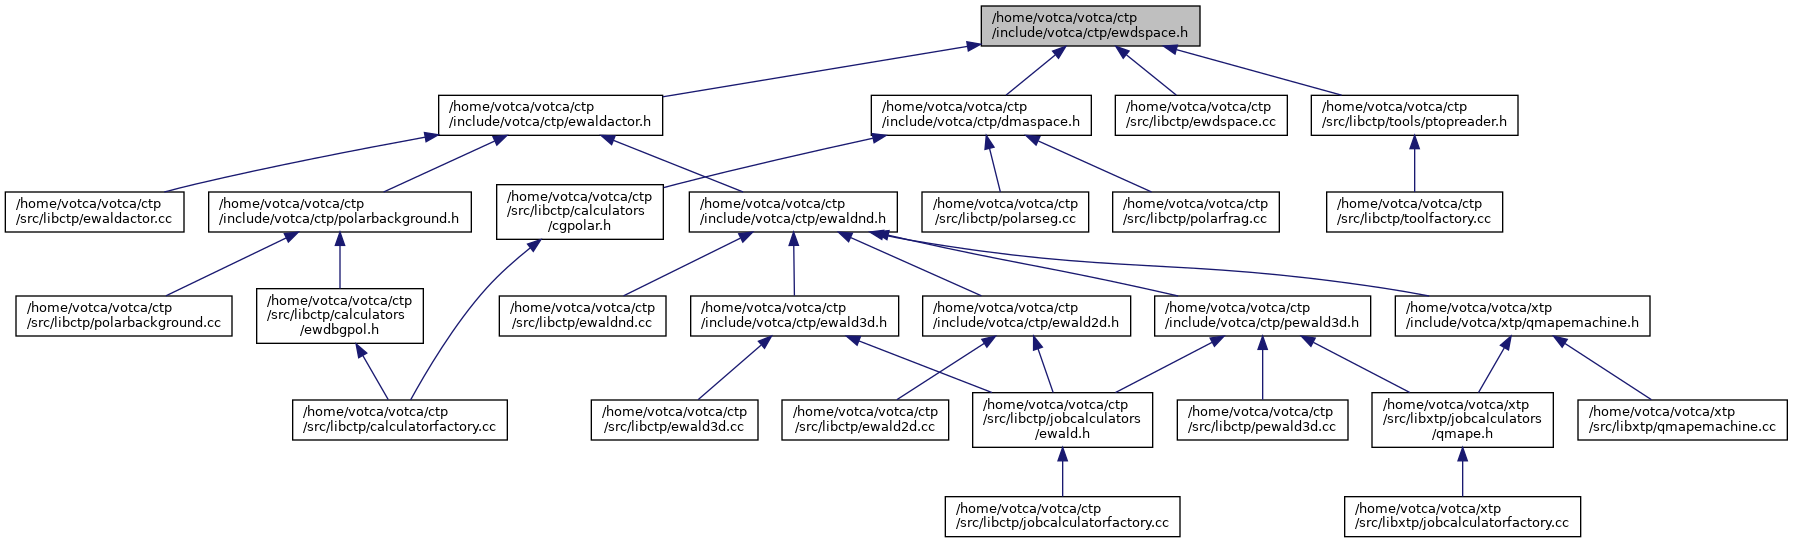 /home/votca/votca/ctp
/include/votca/ctp/ewdspace.h
/home/votca/votca/ctp
/include/votca/ctp/ewaldactor.h
/home/votca/votca/ctp
/include/votca/ctp/dmaspace.h
/home/votca/votca/ctp
/src/libctp/ewdspace.cc
/home/votca/votca/ctp
/src/libctp/tools/ptopreader.h
/home/votca/votca/ctp
/src/libctp/ewaldactor.cc
/home/votca/votca/ctp
/include/votca/ctp/polarbackground.h
/home/votca/votca/ctp
/src/libctp/calculators
/cgpolar.h
/home/votca/votca/ctp
/include/votca/ctp/ewaldnd.h
/home/votca/votca/ctp
/src/libctp/polarseg.cc
/home/votca/votca/ctp
/src/libctp/polarfrag.cc
/home/votca/votca/ctp
/src/libctp/toolfactory.cc
/home/votca/votca/ctp
/src/libctp/polarbackground.cc
/home/votca/votca/ctp
/src/libctp/calculators
/ewdbgpol.h
/home/votca/votca/ctp
/src/libctp/ewaldnd.cc
/home/votca/votca/ctp
/include/votca/ctp/ewald3d.h
/home/votca/votca/ctp
/include/votca/ctp/ewald2d.h
/home/votca/votca/ctp
/include/votca/ctp/pewald3d.h
/home/votca/votca/xtp
/include/votca/xtp/qmapemachine.h
/home/votca/votca/ctp
/src/libctp/calculatorfactory.cc
/home/votca/votca/ctp
/src/libctp/ewald3d.cc
/home/votca/votca/ctp
/src/libctp/ewald2d.cc
/home/votca/votca/ctp
/src/libctp/jobcalculators
/ewald.h
/home/votca/votca/ctp
/src/libctp/pewald3d.cc
/home/votca/votca/xtp
/src/libxtp/jobcalculators
/qmape.h
/home/votca/votca/xtp
/src/libxtp/qmapemachine.cc
/home/votca/votca/ctp
/src/libctp/jobcalculatorfactory.cc
/home/votca/votca/xtp
/src/libxtp/jobcalculatorfactory.cc